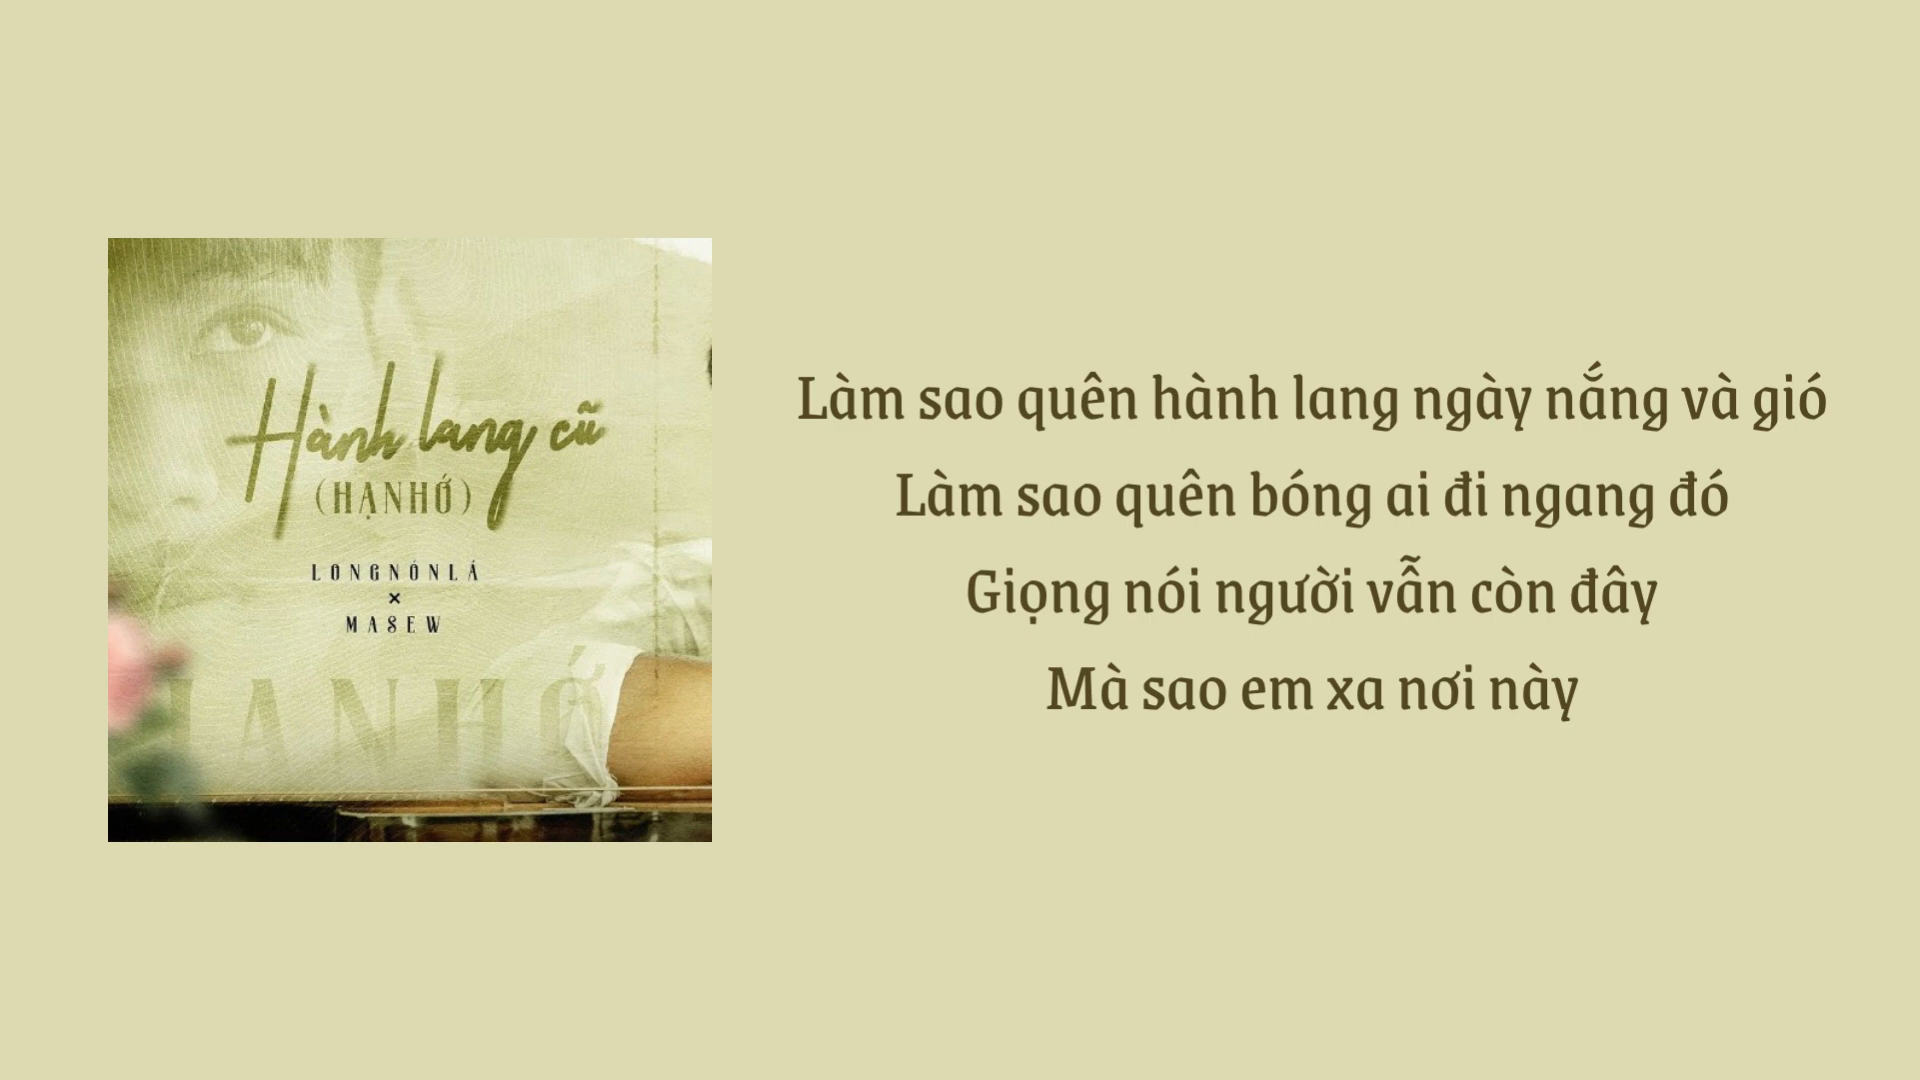 Hành lang cũ
(HẠNHỚ)
LONGNÓNLÁ
×
MASEW
HẠNHỚ
Làm sao quên hành lang ngày nắng và gió
Làm sao quên bóng ai đi ngang đó
Giọng nói người vẫn còn đây
Mà sao em xa nơi này